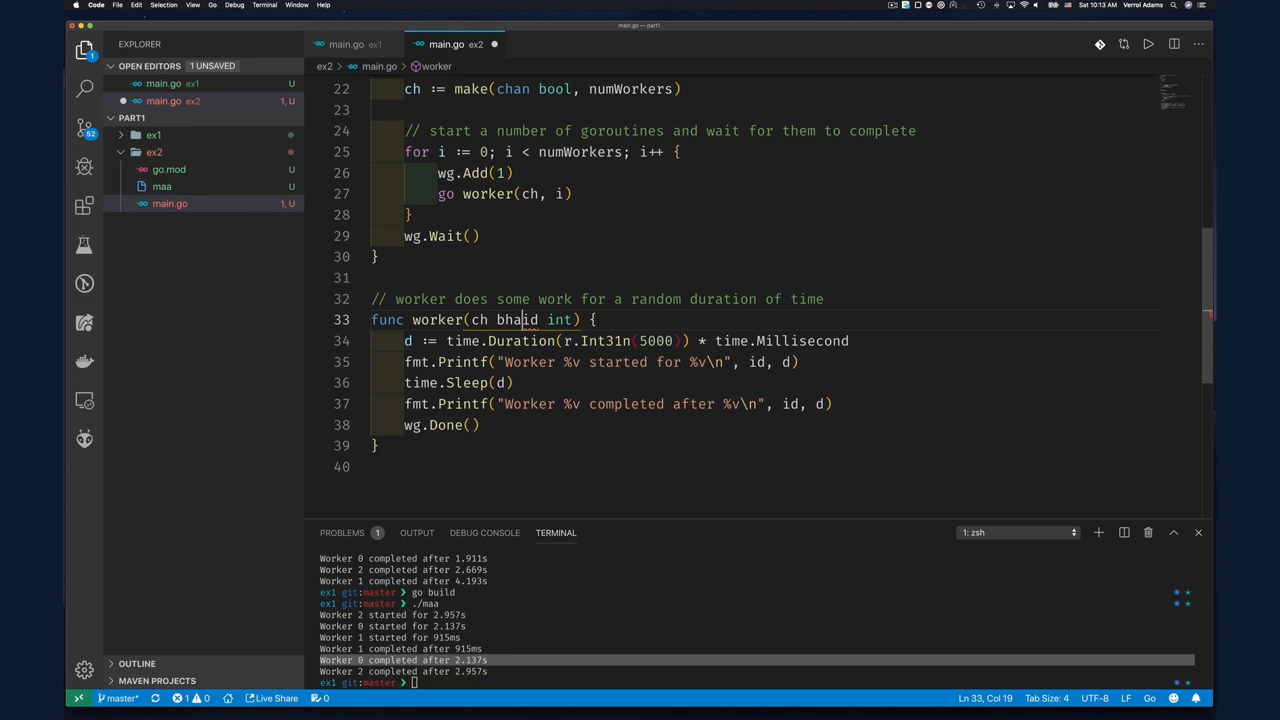 Code File Edit Selection View Go Debug Terminal Window Help
Sat 10:13 AM Verrol Adams
main.go — part1
EXPLORER
main.go ex1
main.go ex2
OPEN EDITORS 1 UNSAVED
ex2 > main.go > worker
main.go ex1 U
main.go ex2 1, U
PART1
ex1
ex2
go.mod U
maa U
main.go 1, U
22 ch := make(chan bool, numWorkers)
23
24 // start a number of goroutines and wait for them to complete
25 for i := 0; i < numWorkers; i++ {
26 wg.Add(1)
27 go worker(ch, i)
28 }
29 wg.Wait()
30 }
31
32 // worker does some work for a random duration of time
33 func worker(ch bhaid int) {
34 d := time.Duration(r.Int31n(5000)) * time.Millisecond
35 fmt.Printf("Worker %v started for %v\n", id, d)
36 time.Sleep(d)
37 fmt.Printf("Worker %v completed after %v\n", id, d)
38 wg.Done()
39 }
40
PROBLEMS 1 OUTPUT DEBUG CONSOLE TERMINAL 1: zsh
Worker 0 completed after 1.911s
Worker 2 completed after 2.669s
Worker 1 completed after 4.193s
ex1 git:master ❯ go build
ex1 git:master ❯ ./maa
Worker 2 started for 2.957s
Worker 0 started for 2.137s
Worker 1 started for 915ms
Worker 1 completed after 915ms
Worker 0 completed after 2.137s
Worker 2 completed after 2.957s
ex1 git:master ❯
OUTLINE
MAVEN PROJECTS
52
1
master* 1 0 Live Share 0
Ln 33, Col 19 Tab Size: 4 UTF-8 LF Go